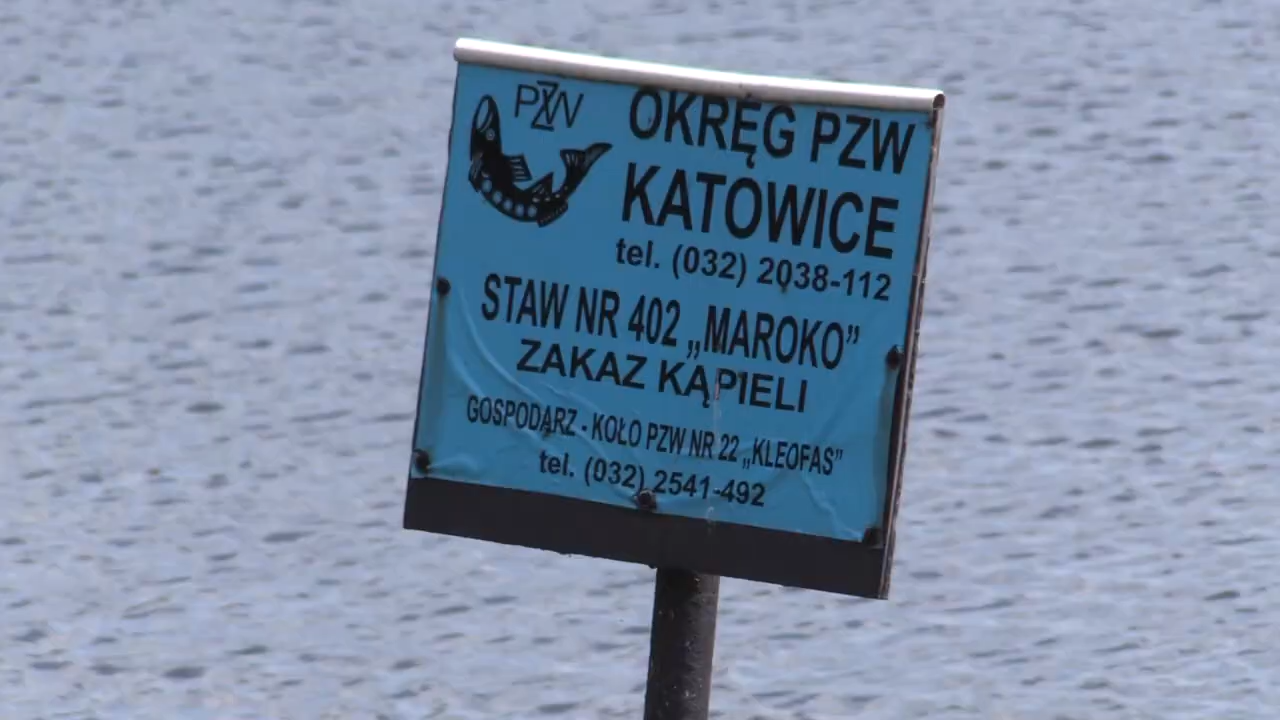 PZW
OKRĘG PZW
KATOWICE
tel. (032) 2038-112
STAW NR 402 „MAROKO”
ZAKAZ KĄPIELI
GOSPODARZ - KOŁO PZW NR 22 „KLEOFAS”
tel. (032) 2541-492